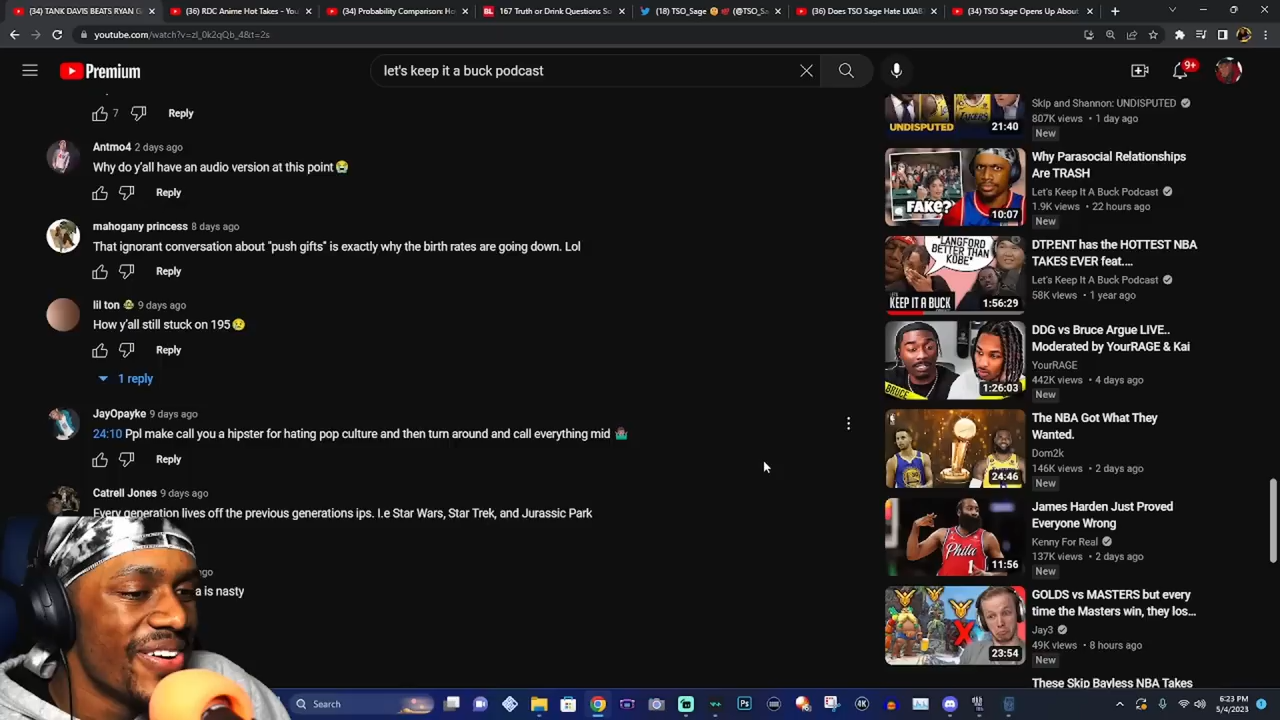 (34) TANK DAVIS BEATS RYAN G
(36) RDC Anime Hot Takes - You
(34) Probability Comparisons H
167 Truth or Drink Questions So
(18) TSO_Sage (@TSO_Sa
(36) Does TSO Sage Hate LKIAB
(34) TSO Sage Opens Up About
youtube.com/watch?v=zl_0k2qQb_4&t=2s
Premium
let's keep it a buck podcast
9+
7
Reply
Antmo4 2 days ago
Why do y'all have an audio version at this point😭
Reply
mahogany princess 8 days ago
That ignorant conversation about "push gifts" is exactly why the birth rates are going down. Lol
Reply
lil ton 9 days ago
How y'all still stuck on 195😢
Reply
1 reply
JayOpayke 9 days ago
24:10 Ppl make call you a hipster for hating pop culture and then turn around and call everything mid 🤷🏾‍♂️
Reply
Catrell Jones 9 days ago
Every generation lives off the previous generations ips. I.e Star Wars, Star Trek, and Jurassic Park
ago
a is nasty
UNDISPUTED
21:40
Skip and Shannon: UNDISPUTED
807K views • 1 day ago
New
FAKE?
10:07
Why Parasocial Relationships
Are TRASH
Let's Keep It A Buck Podcast
1.9K views • 22 hours ago
New
"LANGFORD
BETTER THAN
KOBE"
KEEP IT A BUCK
1:56:29
DTP.ENT has the HOTTEST NBA
TAKES EVER feat....
Let's Keep It A Buck Podcast
58K views • 1 year ago
BRUCE
1:26:03
DDG vs Bruce Argue LIVE..
Moderated by YourRAGE & Kai
YourRAGE
442K views • 4 days ago
New
24:46
The NBA Got What They
Wanted.
Dom2k
146K views • 2 days ago
New
Phila
1
11:56
James Harden Just Proved
Everyone Wrong
Kenny For Real
137K views • 2 days ago
New
23:54
GOLDS vs MASTERS but every
time the Masters win, they los...
Jay3
49K views • 8 hours ago
New
These Skip Bayless NBA Takes
Search
6:23 PM
5/4/2023